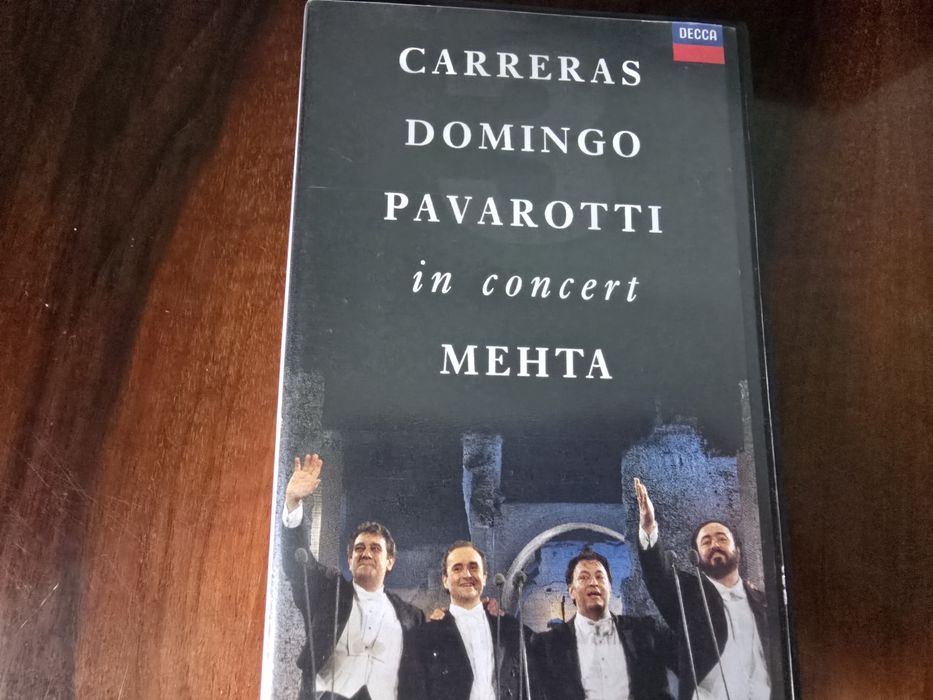 DECCA
CARRERAS
DOMINGO
PAVAROTTI
in concert
MEHTA